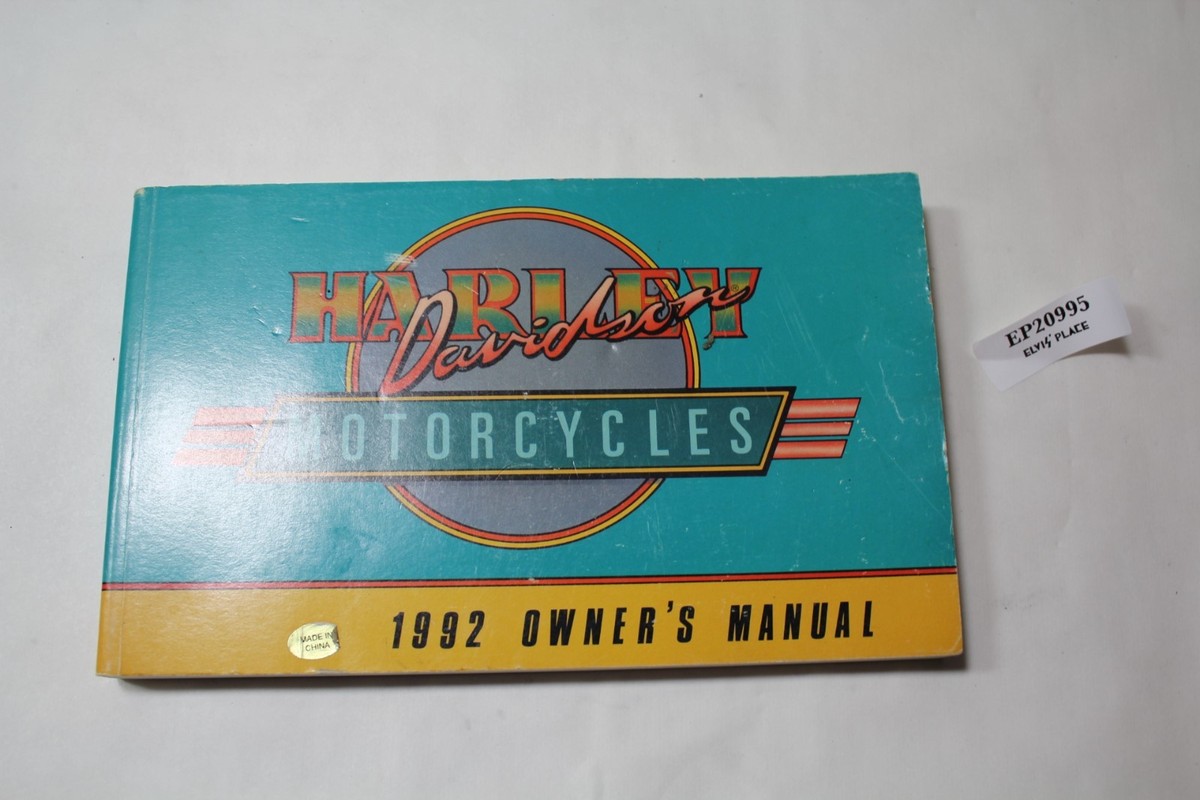 HARLEY
Davidson®
MOTORCYCLES
1992 OWNER'S MANUAL
MADE IN
CHINA
EP20995
ELVIS' PLACE